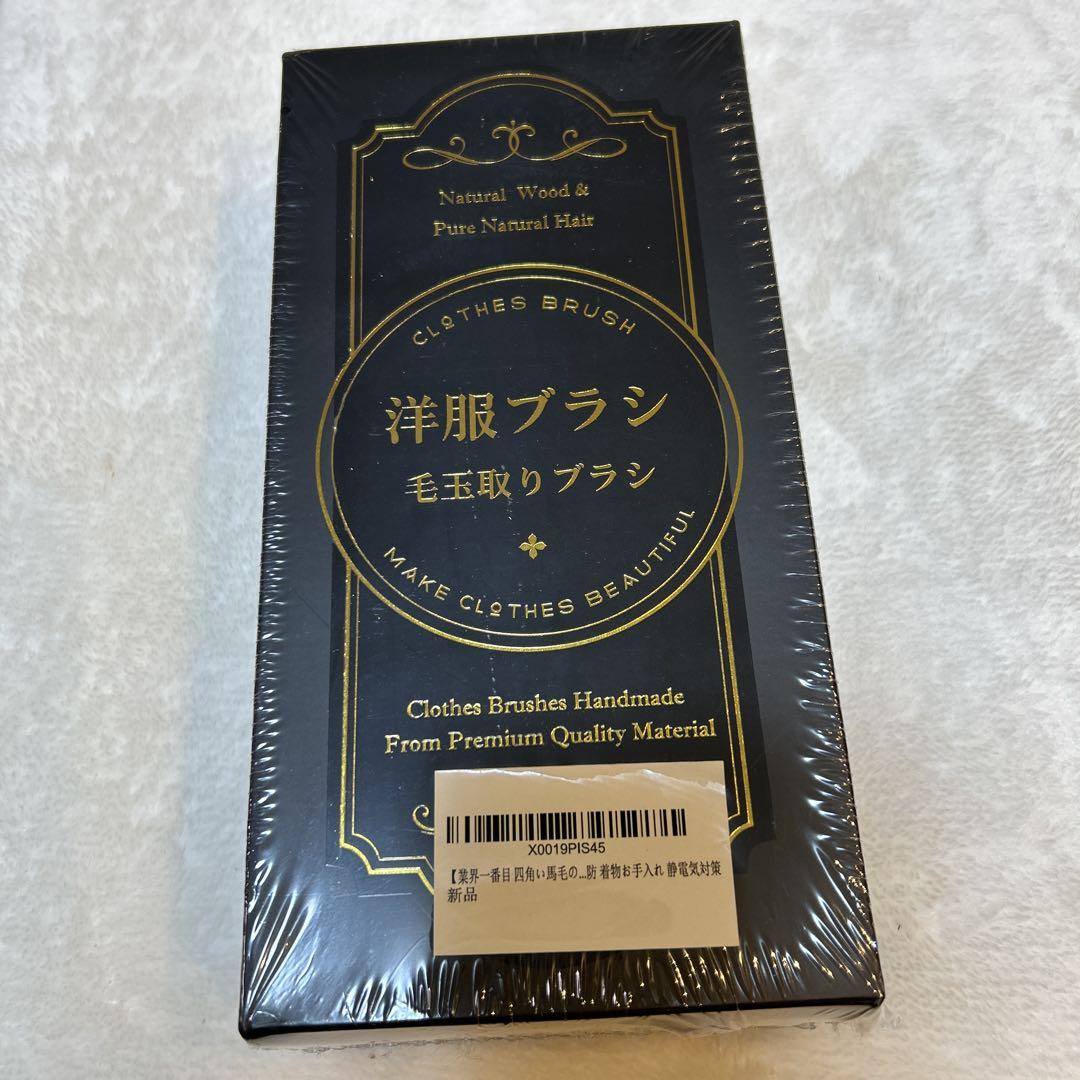 Natural Wood &
Pure Natural Hair
CLOTHES BRUSH
洋服ブラシ
毛玉取りブラシ
MAKE CLOTHES BEAUTIFUL
Clothes Brushes Handmade
From Premium Quality Material
X0019PIS45
【業界一番目 四角い馬毛の...防 着物お手入れ 静電気対策
新品